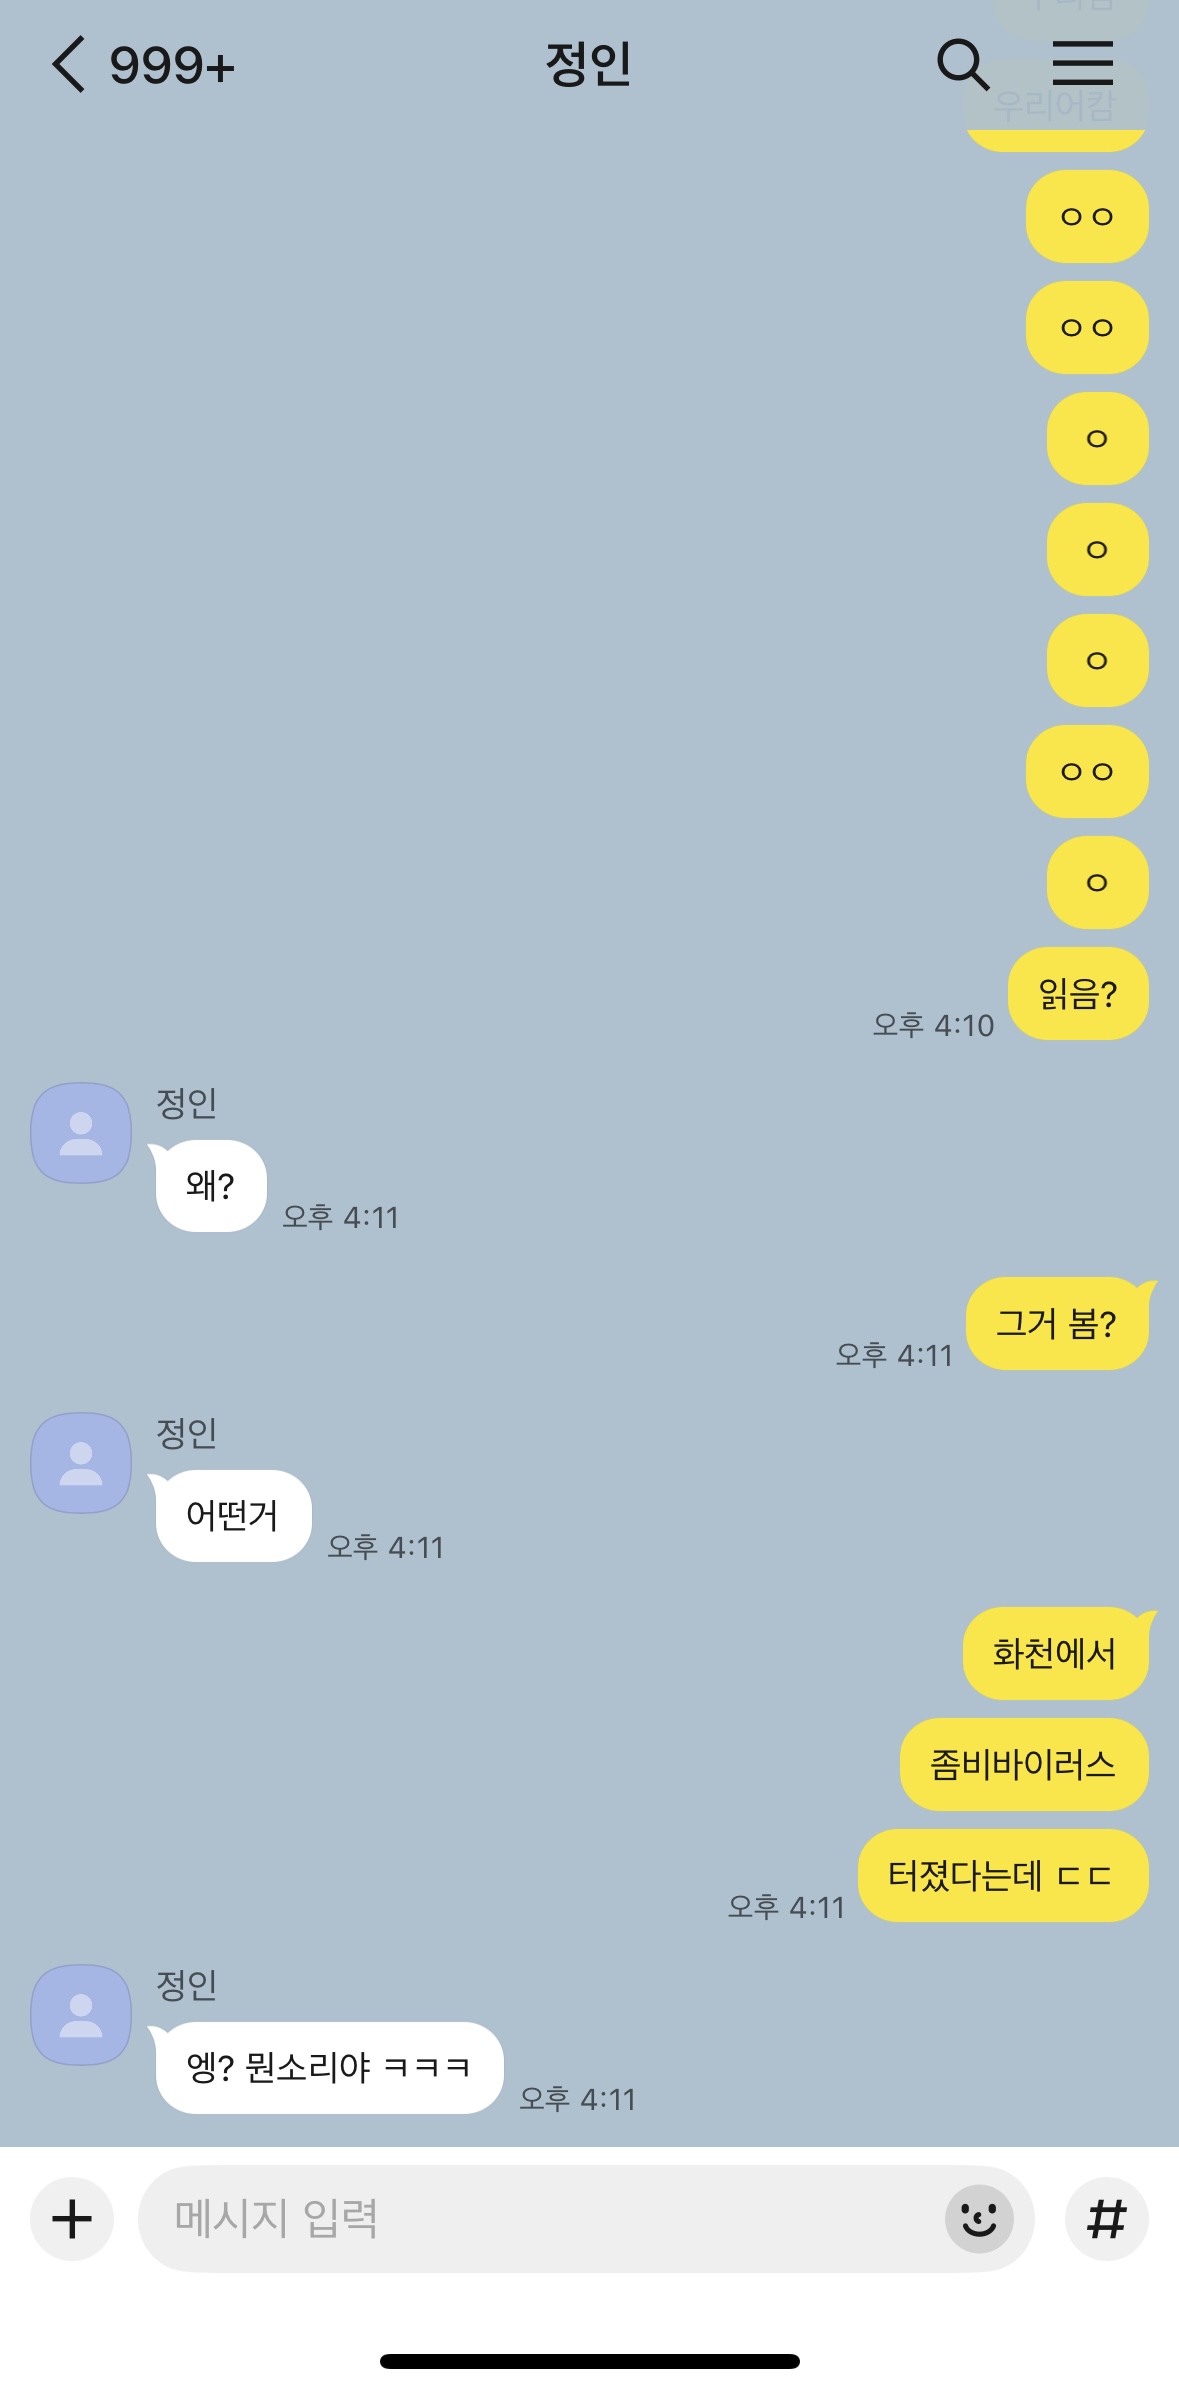 999+
정인
우리어캄
ㅇㅇ
ㅇㅇ
ㅇ
ㅇ
ㅇ
ㅇㅇ
ㅇ
읽음?
오후 4:10
정인
왜?
오후 4:11
그거 봄?
오후 4:11
정인
어떤거
오후 4:11
화천에서
좀비바이러스
터졌다는데 ㄷㄷ
오후 4:11
정인
엥? 뭔소리야 ㅋㅋㅋ
오후 4:11
메시지 입력
#